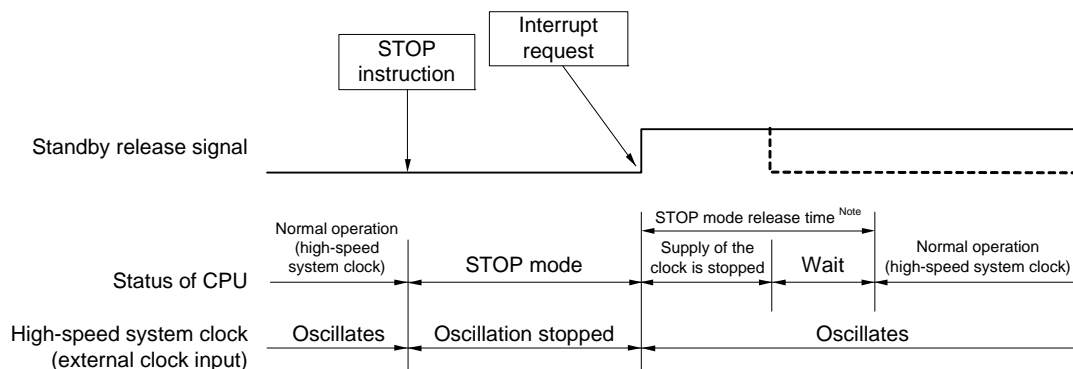 STOP
instruction
Interrupt
request
Standby release signal
STOP mode release time Note
Status of CPU
Normal operation
(high-speed
system clock)
STOP mode
Supply of the
clock is stopped
Wait
Normal operation
(high-speed system clock)
High-speed system clock
(external clock input)
Oscillates
Oscillation stopped
Oscillates